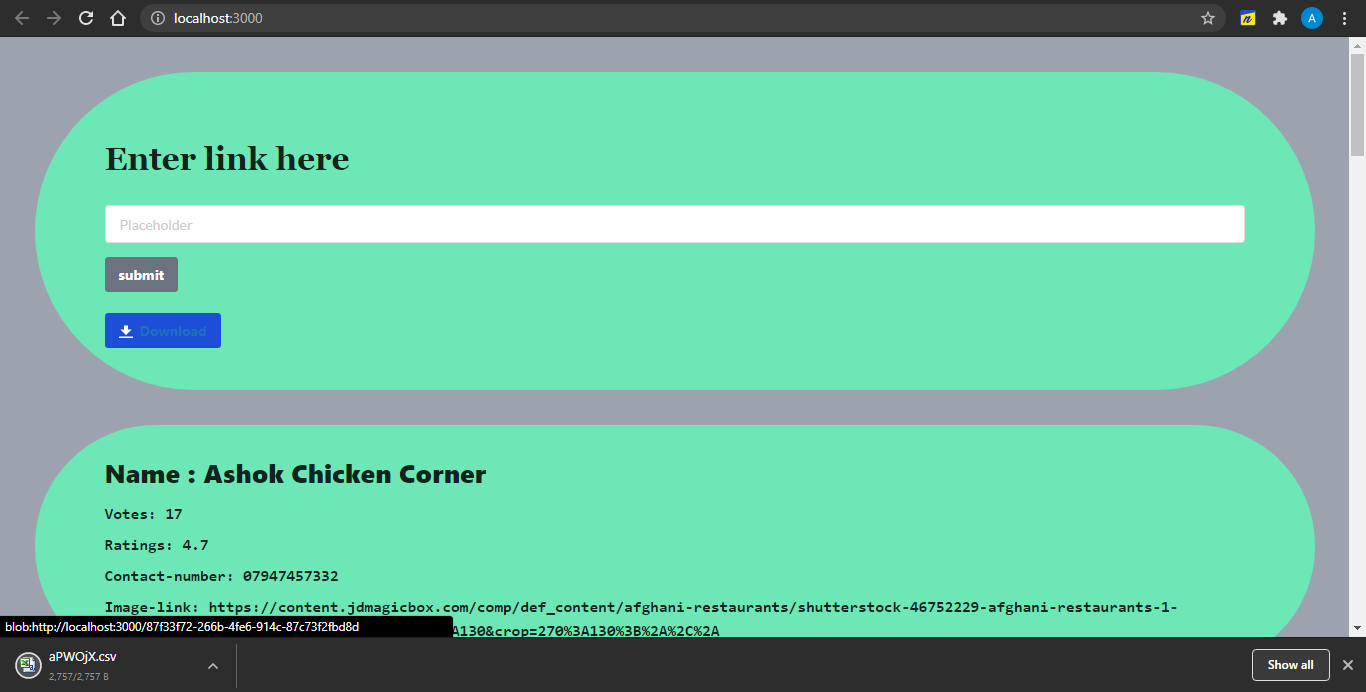 localhost:3000
A
Enter link here
Placeholder
submit
Download
Name : Ashok Chicken Corner
Votes: 17
Ratings: 4.7
Contact-number: 07947457332
Image-link: https://content.jdmagicbox.com/comp/def_content/afghani-restaurants/shutterstock-46752229-afghani-restaurants-1-
A130&crop=270%3A130%3B%2A%2C%2A
blob:http://localhost:3000/87f33f72-266b-4fe6-914c-87c73f2fbd8d
aPWOjX.csv
2,757/2,757 B
Show all